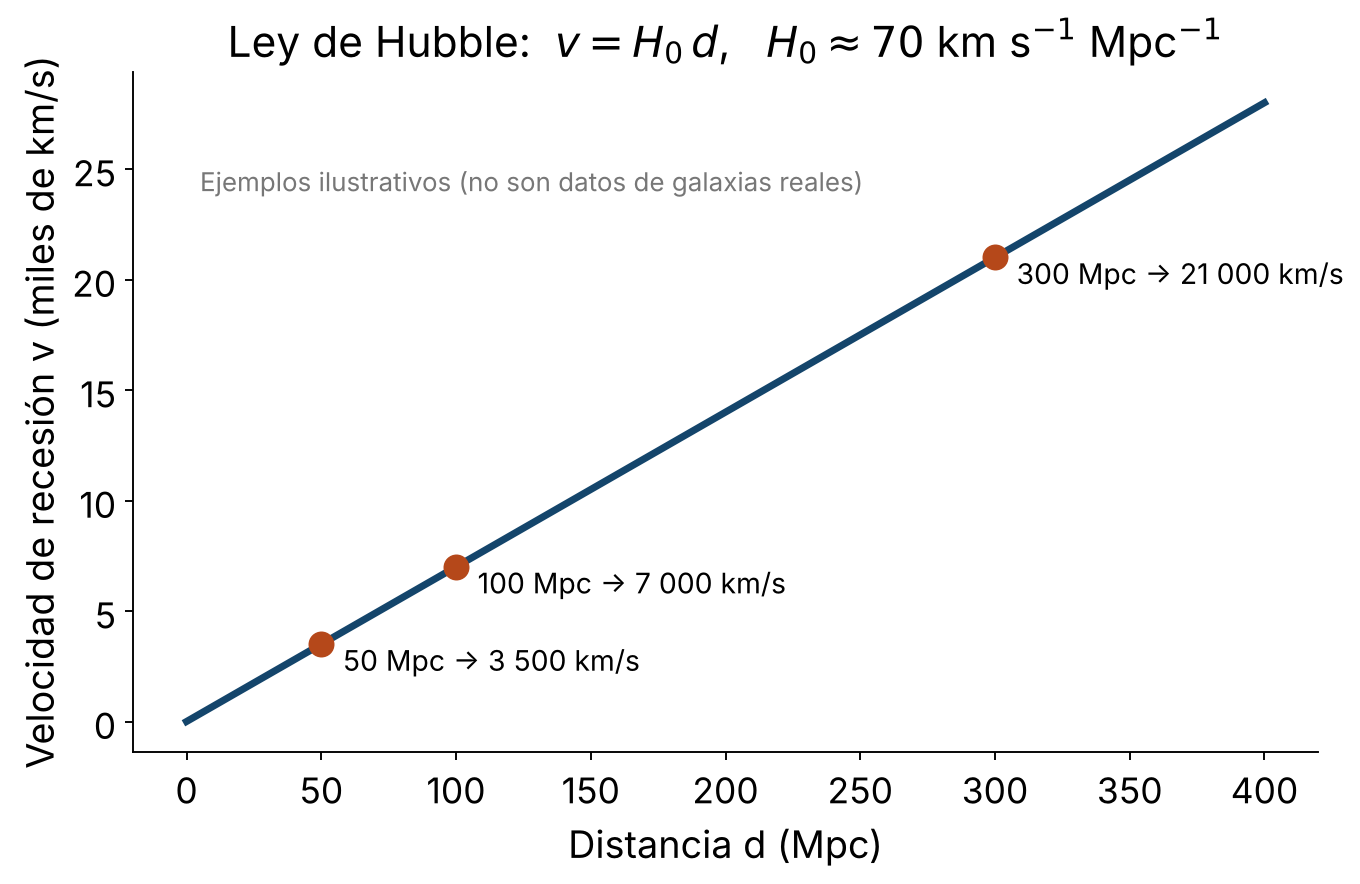 Ley de Hubble: v = H₀ d, H₀ ≈ 70 km s⁻¹ Mpc⁻¹
Velocidad de recesión v (miles de km/s)
25
20
15
10
5
0
Ejemplos ilustrativos (no son datos de galaxias reales)
300 Mpc → 21 000 km/s
100 Mpc → 7 000 km/s
50 Mpc → 3 500 km/s
0 50 100 150 200 250 300 350 400
Distancia d (Mpc)